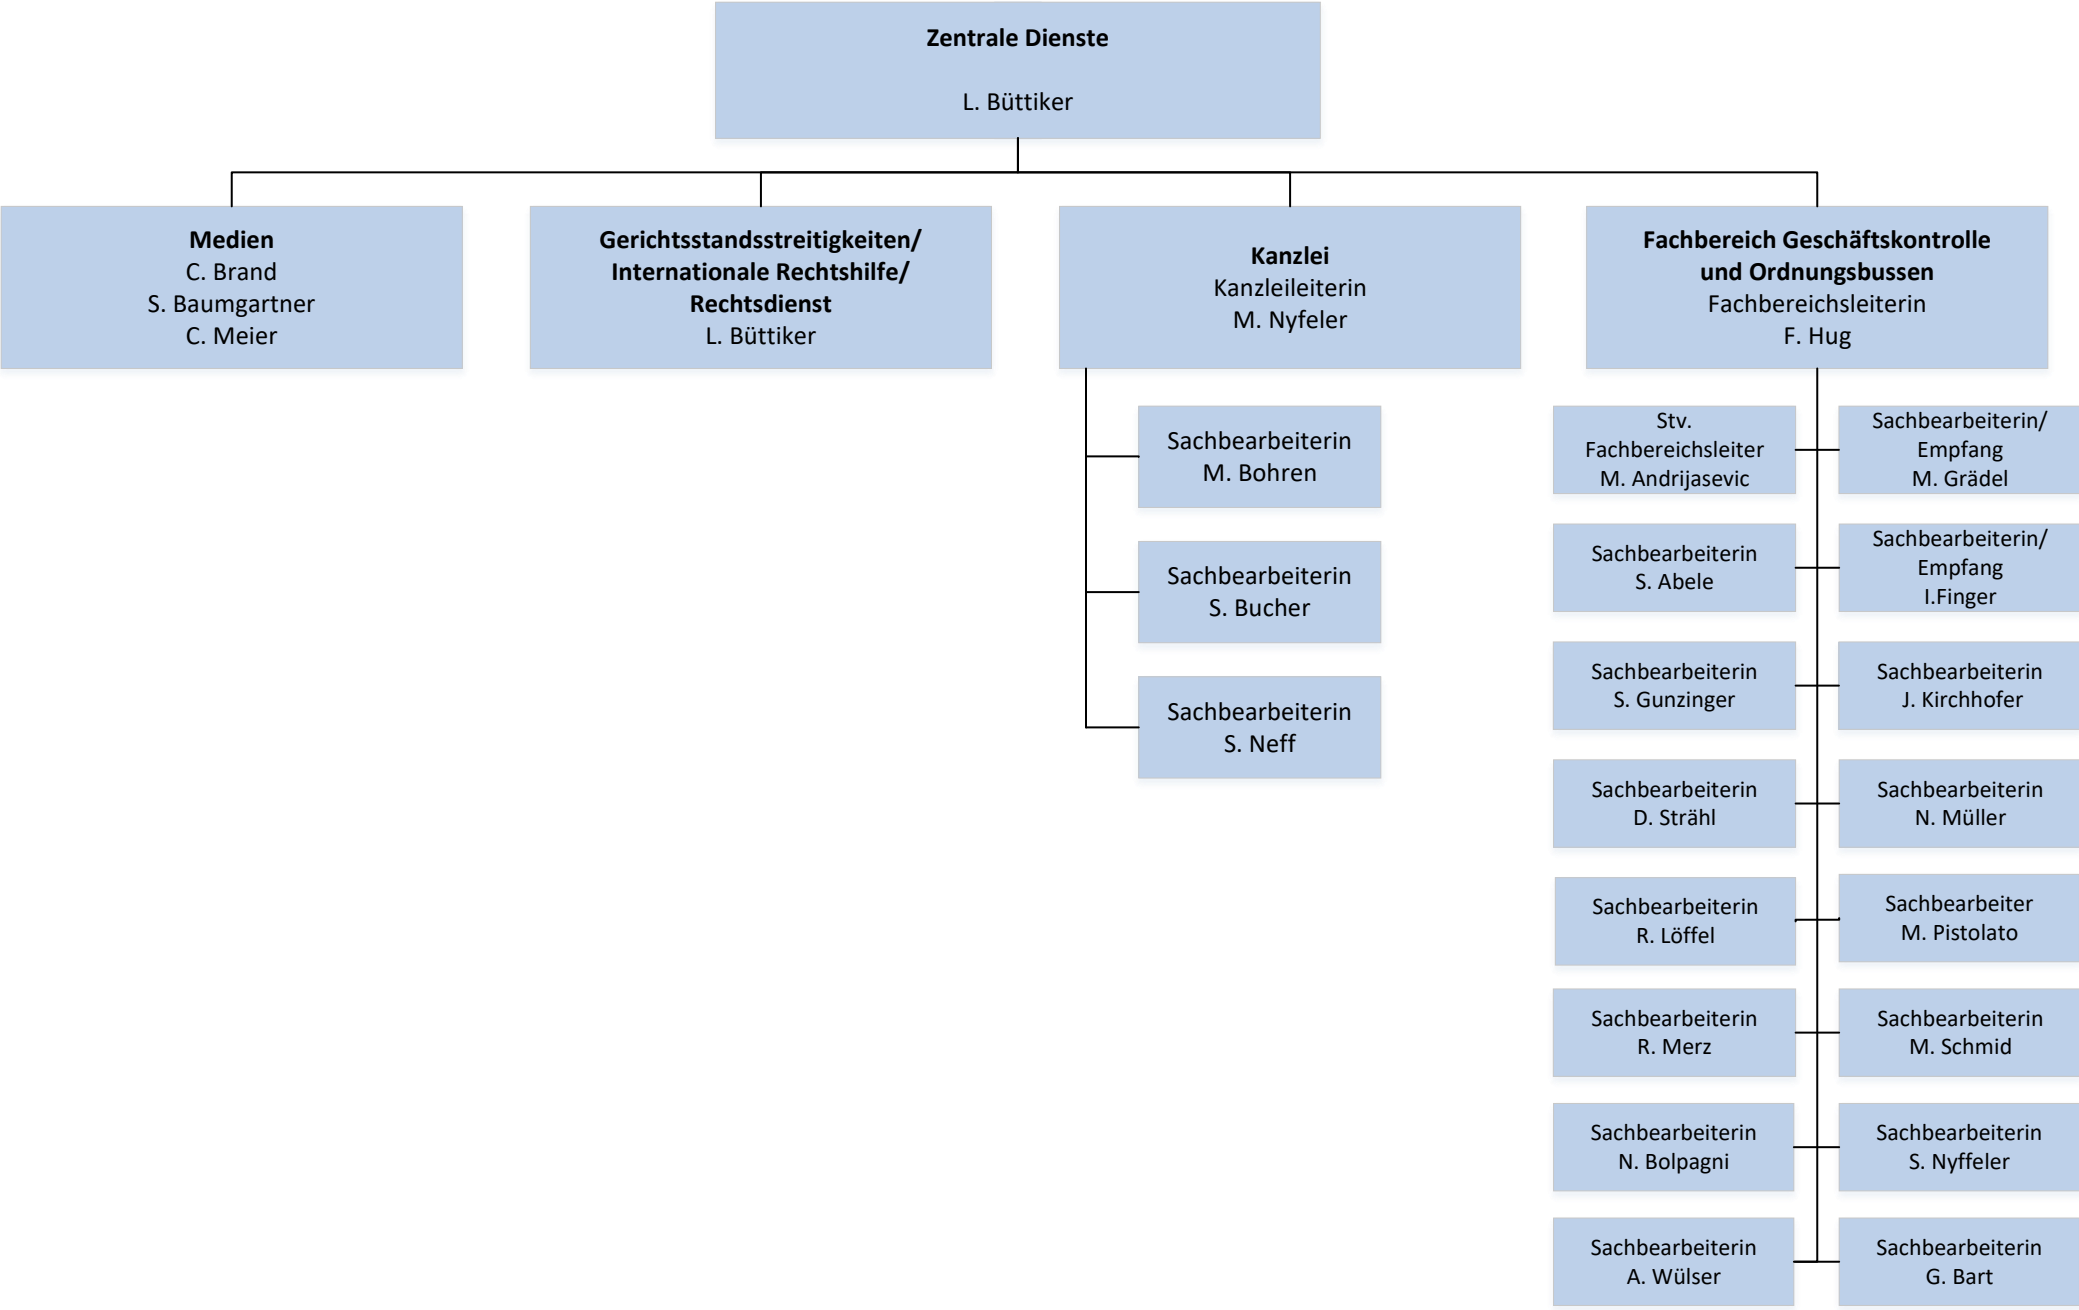 Zentrale Dienste
L. Büttiker
Medien
C. Brand
S. Baumgartner
C. Meier
Gerichtsstandsstreitigkeiten/
Internationale Rechtshilfe/
Rechtsdienst
L. Büttiker
Kanzlei
Kanzleileiterin
M. Nyfeler
Fachbereich Geschäftskontrolle
und Ordnungsbussen
Fachbereichsleiterin
F. Hug
Sachbearbeiterin
M. Bohren
Sachbearbeiterin
S. Bucher
Sachbearbeiterin
S. Neff
Stv.
Fachbereichsleiter
M. Andrijasevic
Sachbearbeiterin/
Empfang
M. Grädel
Sachbearbeiterin
S. Abele
Sachbearbeiterin/
Empfang
I.Finger
Sachbearbeiterin
S. Gunzinger
Sachbearbeiterin
J. Kirchhofer
Sachbearbeiterin
D. Strähl
Sachbearbeiterin
N. Müller
Sachbearbeiterin
R. Löffel
Sachbearbeiter
M. Pistolato
Sachbearbeiterin
R. Merz
Sachbearbeiterin
M. Schmid
Sachbearbeiterin
N. Bolpagni
Sachbearbeiterin
S. Nyffeler
Sachbearbeiterin
A. Wülser
Sachbearbeiterin
G. Bart